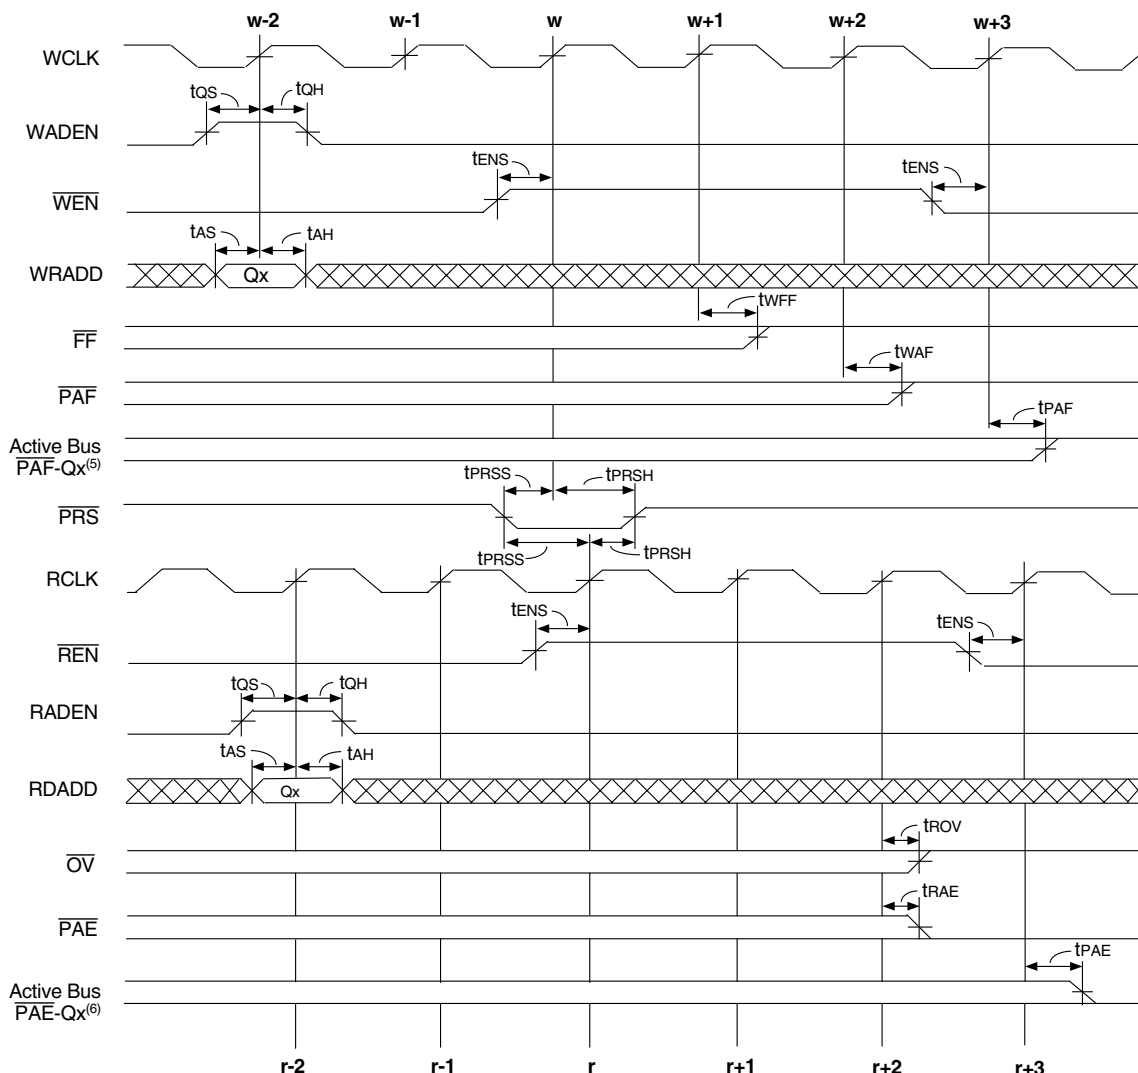 w-2 w-1 w w+1 w+2 w+3
WCLK
tQS tQH
WADEN
tENS tENS
WEN
tAS tAH
WRADD Qx
tWFF
FF
tWAF
PAF
tPAF
Active Bus
PAF-Qx(5)
tPRSS tPRSH
PRS
tPRSS tPRSH
RCLK
tENS tENS
REN
tQS tQH
RADEN
tAS tAH
RDADD Qx
tROV
OV
tRAE
PAE
tPAE
Active Bus
PAE-Qx(6)
r-2 r-1 r r+1 r+2 r+3